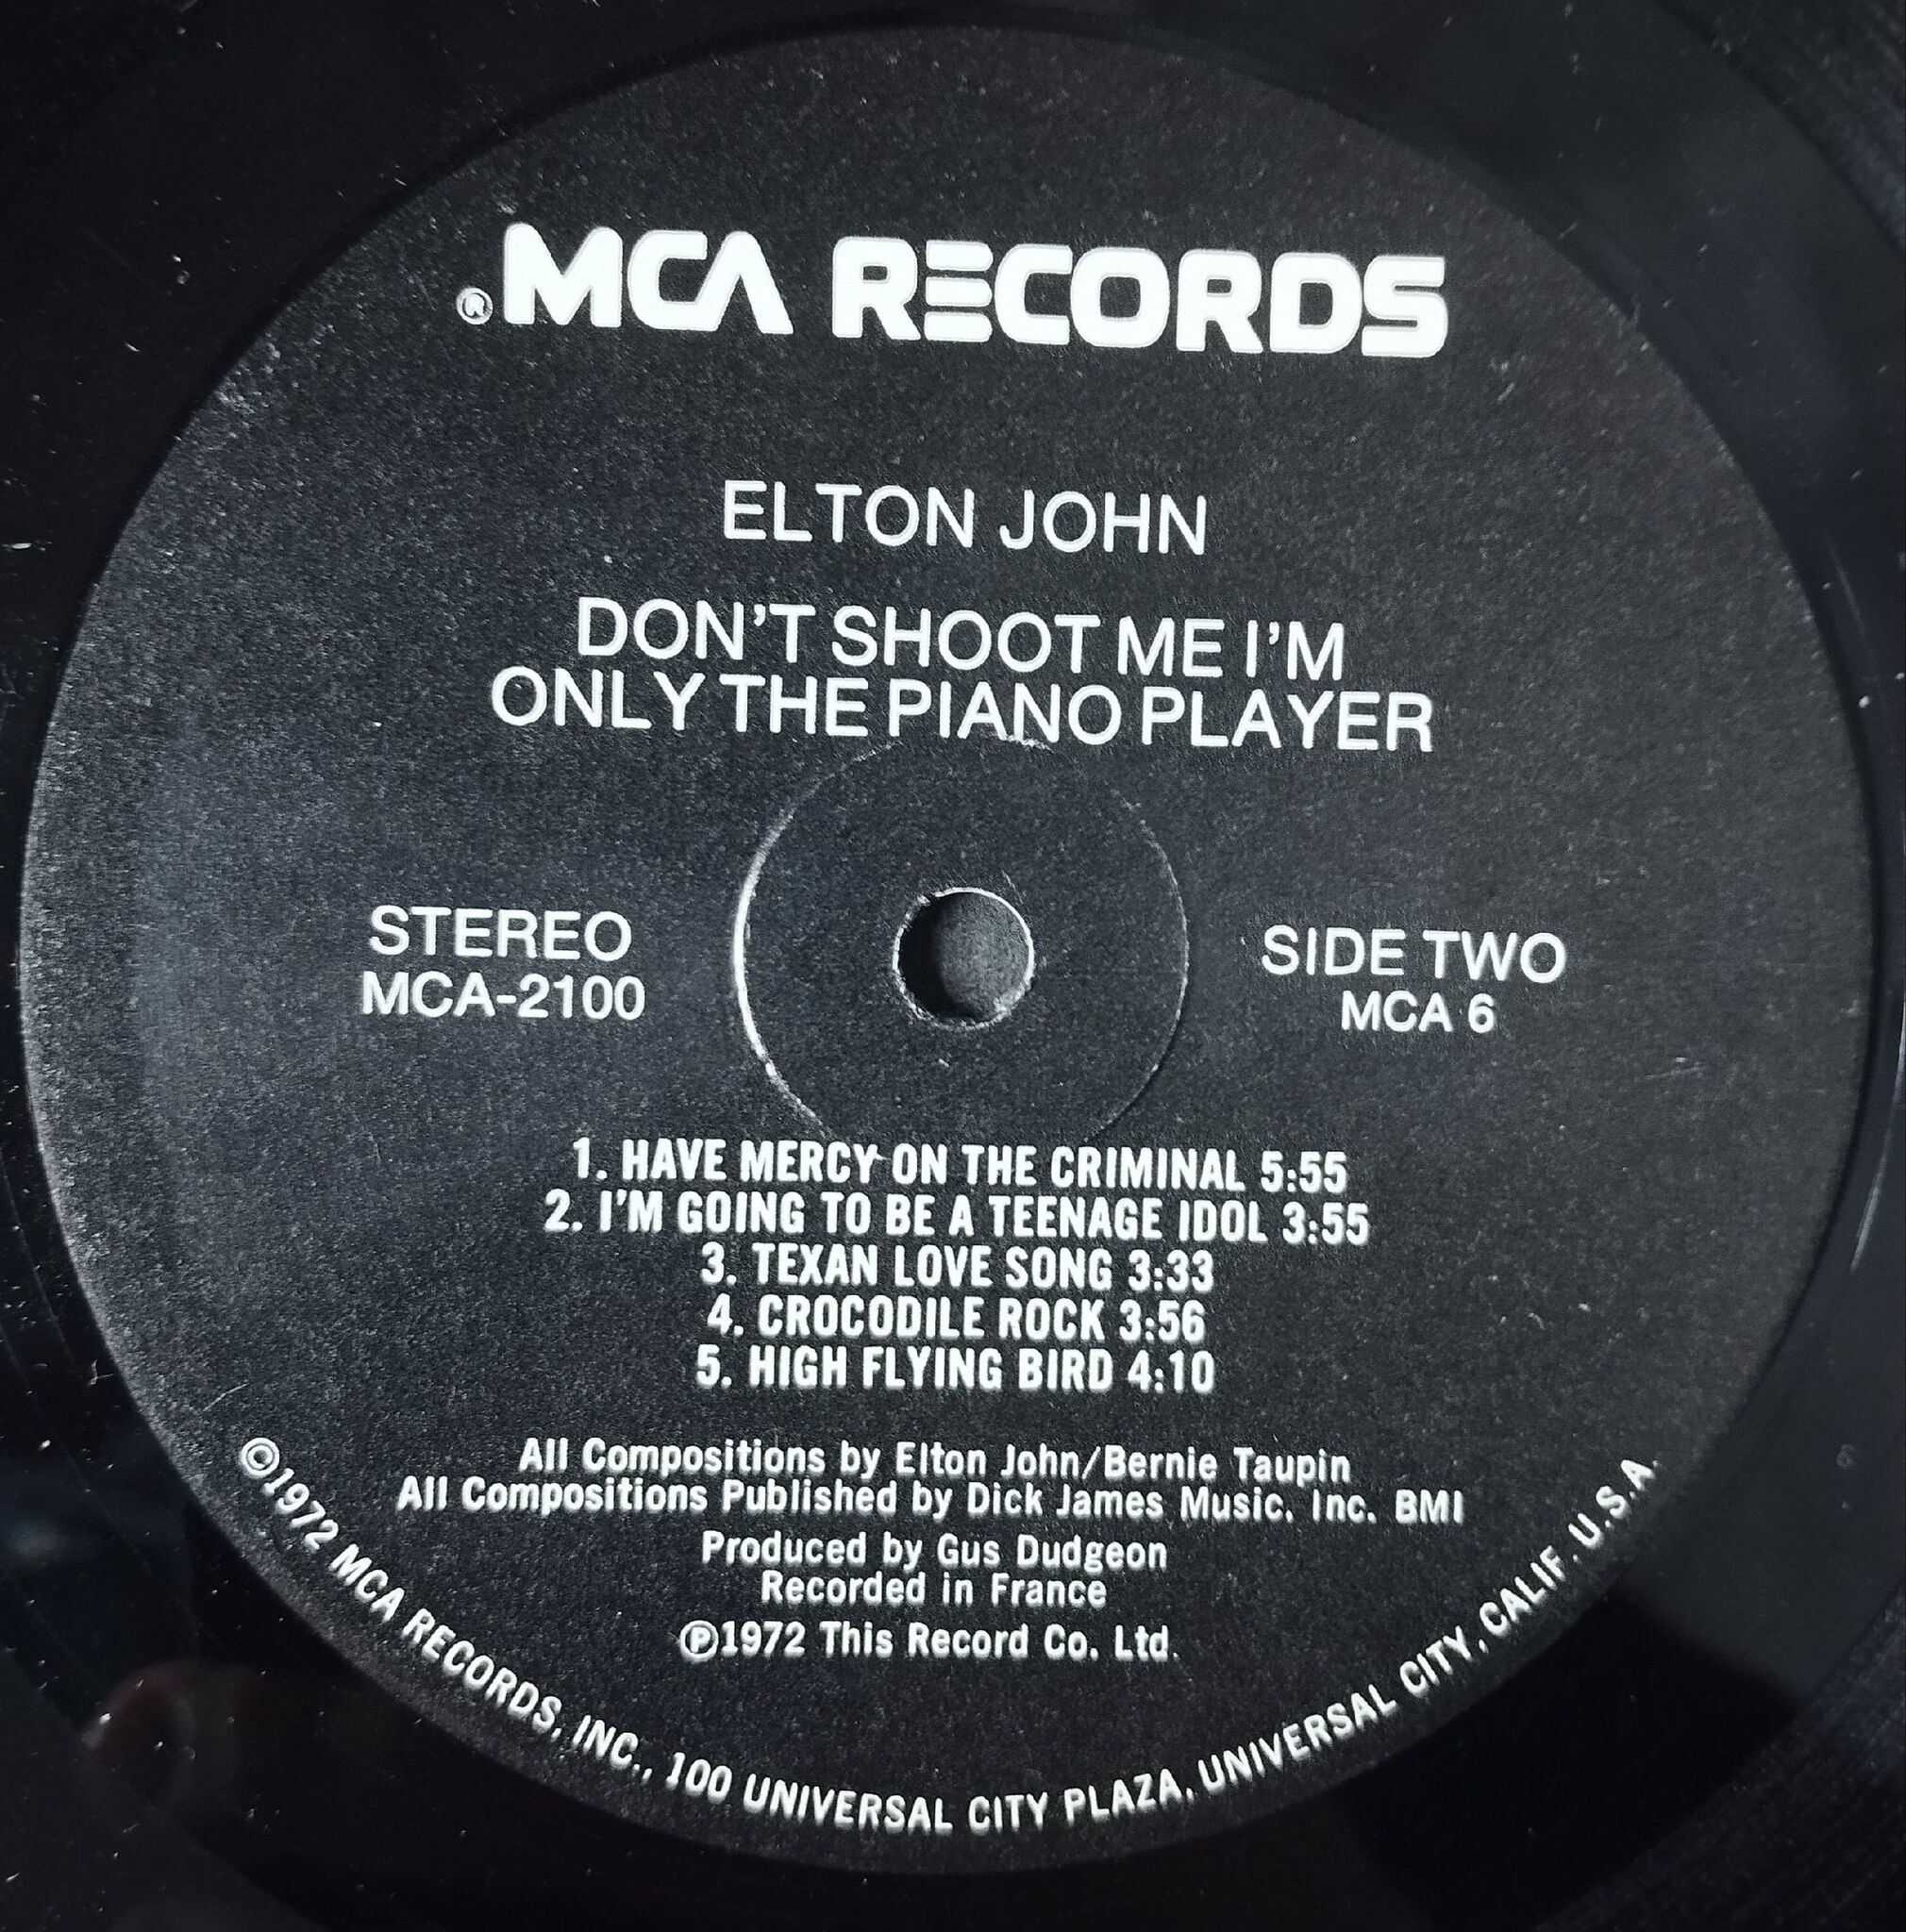 ® MCA RECORDS
ELTON JOHN
DON'T SHOOT ME I'M
ONLY THE PIANO PLAYER
STEREO
MCA-2100
SIDE TWO
MCA 6
1. HAVE MERCY ON THE CRIMINAL 5:55
2. I'M GOING TO BE A TEENAGE IDOL 3:55
3. TEXAN LOVE SONG 3:33
4. CROCODILE ROCK 3:56
5. HIGH FLYING BIRD 4:10
All Compositions by Elton John/Bernie Taupin
All Compositions Published by Dick James Music. Inc. BMI
Produced by Gus Dudgeon
Recorded in France
℗1972 This Record Co. Ltd.
©1972 MCA RECORDS, INC., 100 UNIVERSAL CITY PLAZA, UNIVERSAL CITY, CALIF. U.S.A.